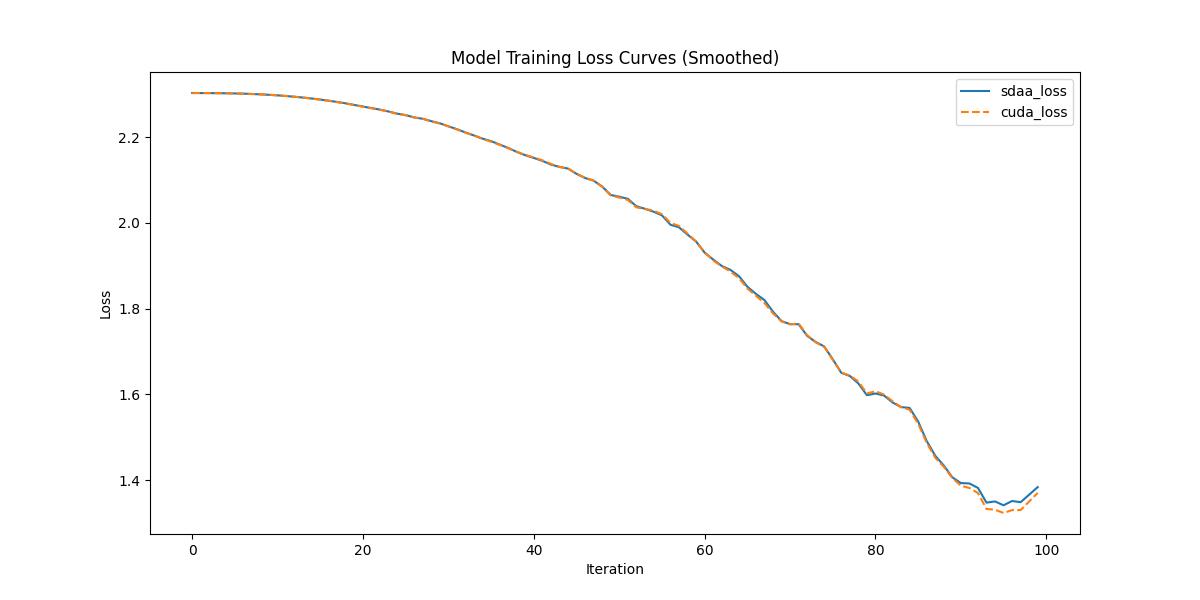 Model Training Loss Curves (Smoothed)
sdaa_loss
cuda_loss
Loss
2.2
2.0
1.8
1.6
1.4
0 20 40 60 80 100
Iteration